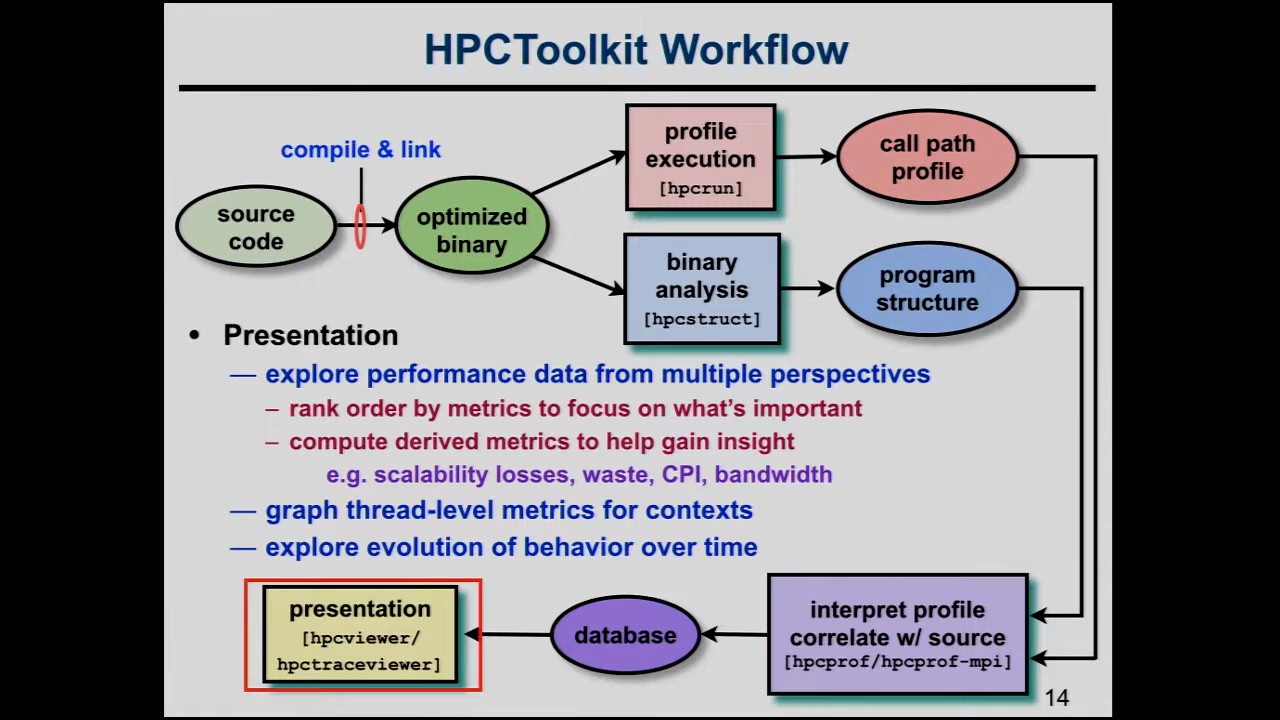 HPCToolkit Workflow
compile & link
source
code
optimized
binary
profile
execution
[hpcrun]
call path
profile
binary
analysis
[hpcstruct]
program
structure
• Presentation
— explore performance data from multiple perspectives
– rank order by metrics to focus on what’s important
– compute derived metrics to help gain insight
e.g. scalability losses, waste, CPI, bandwidth
— graph thread-level metrics for contexts
— explore evolution of behavior over time
presentation
[hpcviewer/
hpctraceviewer]
database
interpret profile
correlate w/ source
[hpcprof/hpcprof-mpi]
14